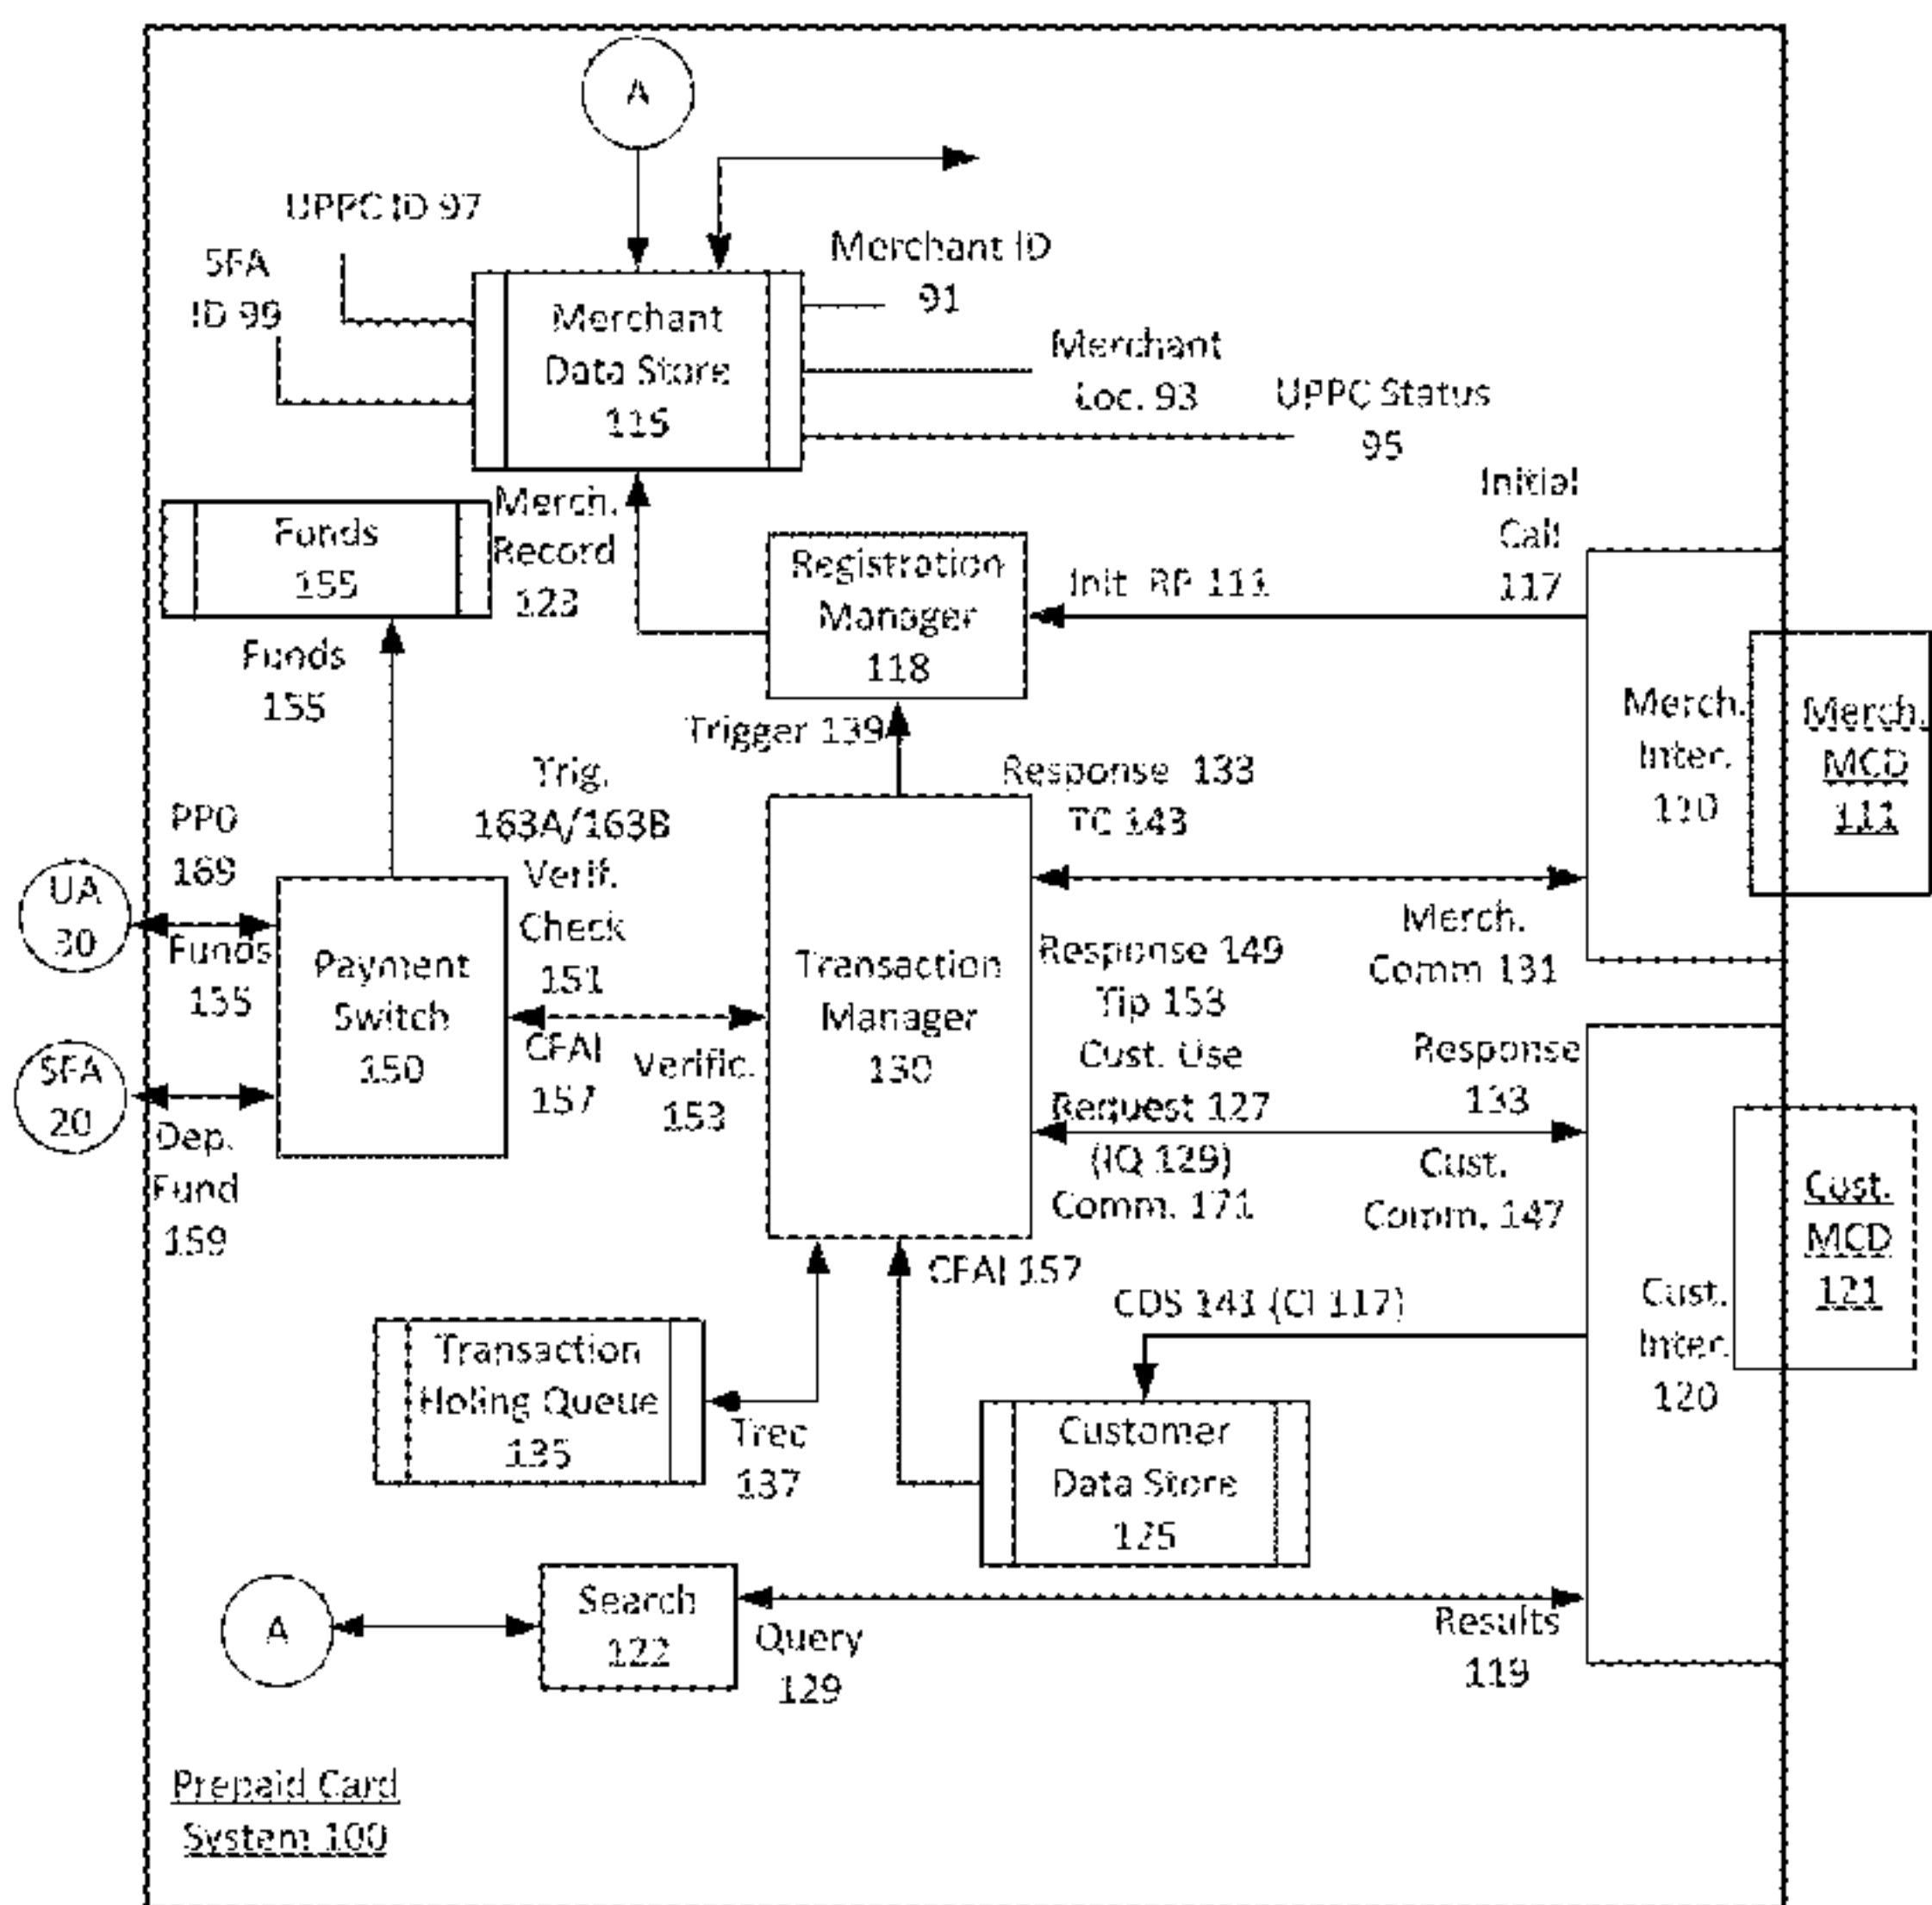 A
UPPC ID 97
SFA
ID 99
Merchant ID
91
Merchant
Data Store
115
Merchant
Loc. 93
UPPC Status
95
Initial
Call
117
Funds
155
Merch.
Record
123
Registration
Manager
118
Init RP 111
Funds
155
Trigger 139
Merch.
Inter.
110
Merch.
MCD
111
Trig.
163A/163B
Verif.
Check
151
Response 133
TC 143
PPO
169
UA
30
Funds
155
Payment
Switch
150
Transaction
Manager
130
Merch.
Comm 131
Response 149
Tip 153
Cust. Use
Request 127
(IQ 129)
Comm. 171
CFAI
157
Verific.
153
SFA
20
Dep.
Fund
159
Response
133
Cust.
Comm. 147
Cust.
MCD
121
CFAI 157
CDS 141 (CI 117)
Cust.
Inter.
120
Transaction
Holing Queue
135
Trec
137
Customer
Data Store
125
A
Search
122
Query
129
Results
119
Prepaid Card
System 100